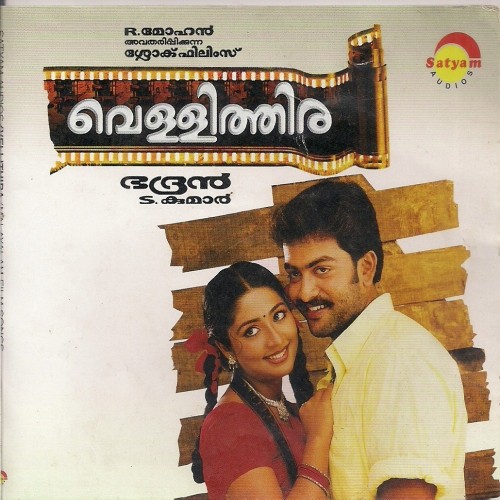 R. മോഹൻ
അവതരിപ്പിക്കുന്ന
ശ്രോക് ഫിലിംസ്
വെള്ളിത്തിര
ഭദ്രൻ
ട. കുമാർ
Satyam
AUDIOS